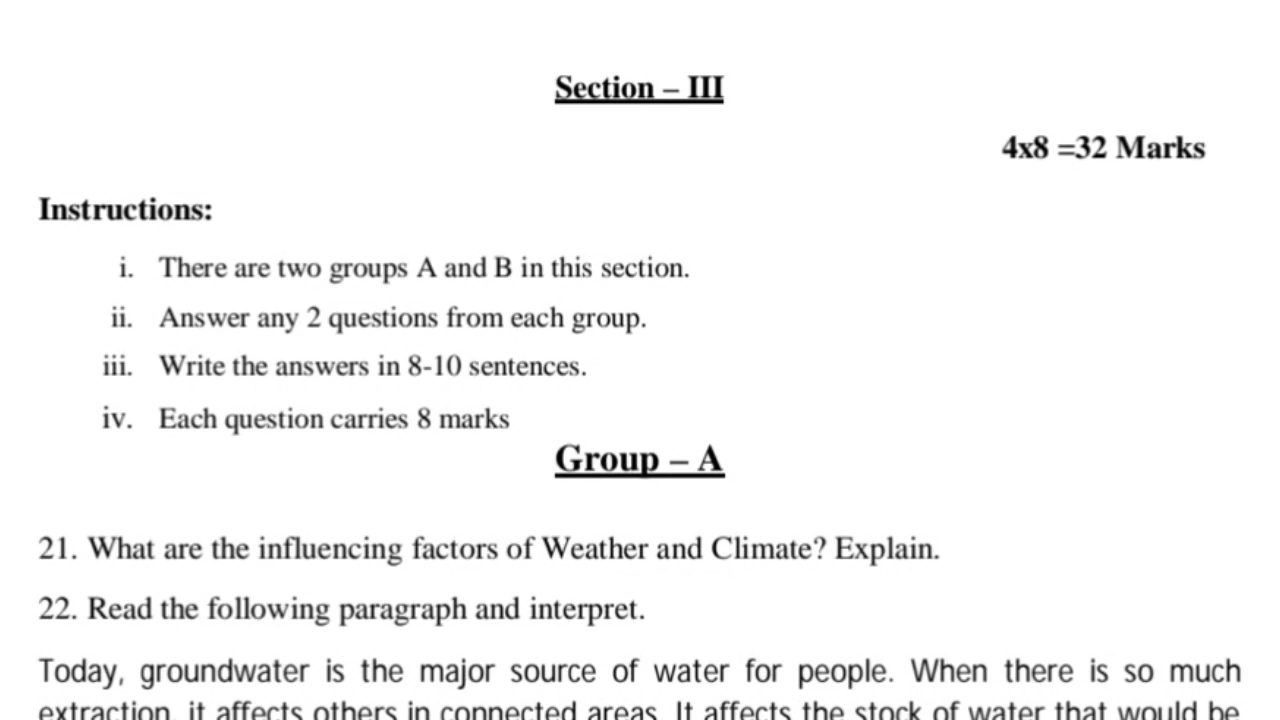 Section – III
4x8 =32 Marks
Instructions:
i. There are two groups A and B in this section.
ii. Answer any 2 questions from each group.
iii. Write the answers in 8-10 sentences.
iv. Each question carries 8 marks
Group – A
21. What are the influencing factors of Weather and Climate? Explain.
22. Read the following paragraph and interpret.
Today, groundwater is the major source of water for people. When there is so much
extraction, it affects others in connected areas. It affects the stock of water that would be